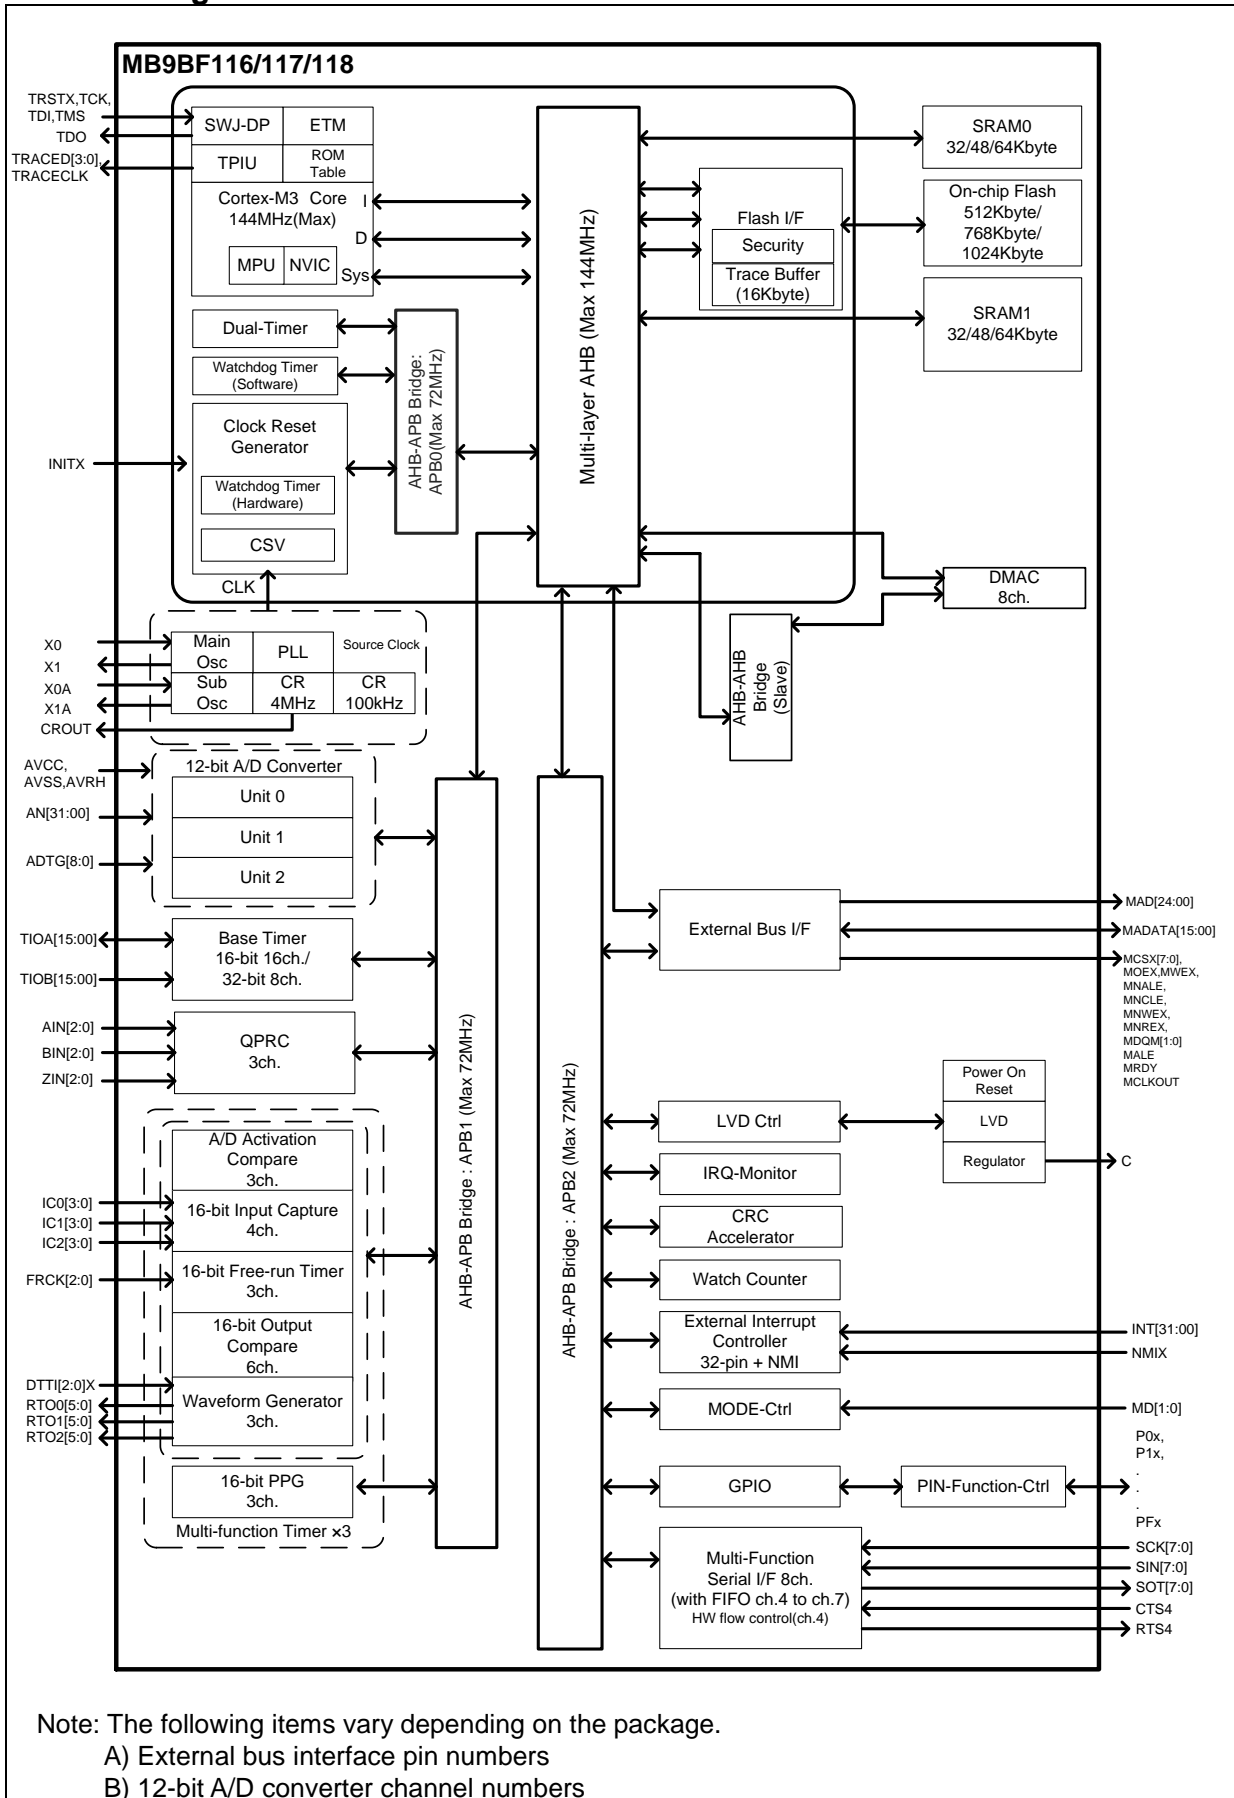 MB9BF116/117/118
TRSTX,TCK,
TDI,TMS
TDO
TRACED[3:0],
TRACECLK
SWJ-DP
ETM
TPIU
ROM
Table
Cortex-M3 Core
144MHz(Max)
I
D
Sys
MPU
NVIC
Dual-Timer
Watchdog Timer
(Software)
Clock Reset
Generator
Watchdog Timer
(Hardware)
CSV
CLK
INITX
AHB-APB Bridge:
APB0(Max 72MHz)
Multi-layer AHB (Max 144MHz)
Flash I/F
Security
Trace Buffer
(16Kbyte)
SRAM0
32/48/64Kbyte
On-chip Flash
512Kbyte/
768Kbyte/
1024Kbyte
SRAM1
32/48/64Kbyte
DMAC
8ch.
AHB-AHB
Bridge
(Slave)
X0
X1
X0A
X1A
CROUT
Main
Osc
PLL
Source Clock
Sub
Osc
CR
4MHz
CR
100kHz
AVCC,
AVSS,AVRH
AN[31:00]
ADTG[8:0]
12-bit A/D Converter
Unit 0
Unit 1
Unit 2
TIOA[15:00]
TIOB[15:00]
Base Timer
16-bit 16ch./
32-bit 8ch.
AIN[2:0]
BIN[2:0]
ZIN[2:0]
QPRC
3ch.
A/D Activation
Compare
3ch.
IC0[3:0]
IC1[3:0]
IC2[3:0]
16-bit Input Capture
4ch.
FRCK[2:0]
16-bit Free-run Timer
3ch.
16-bit Output
Compare
6ch.
DTTI[2:0]X
RTO0[5:0]
RTO1[5:0]
RTO2[5:0]
Waveform Generator
3ch.
16-bit PPG
3ch.
Multi-function Timer ×3
AHB-APB Bridge : APB1 (Max 72MHz)
AHB-APB Bridge : APB2 (Max 72MHz)
External Bus I/F
MAD[24:00]
MADATA[15:00]
MCSX[7:0],
MOEX,MWEX,
MNALE,
MNCLE,
MNWEX,
MNREX,
MDQM[1:0]
MALE
MRDY
MCLKOUT
LVD Ctrl
Power On
Reset
LVD
Regulator
C
IRQ-Monitor
CRC
Accelerator
Watch Counter
External Interrupt
Controller
32-pin + NMI
INT[31:00]
NMIX
MODE-Ctrl
MD[1:0]
GPIO
PIN-Function-Ctrl
P0x,
P1x,
.
.
.
PFx
Multi-Function
Serial I/F 8ch.
(with FIFO ch.4 to ch.7)
HW flow control(ch.4)
SCK[7:0]
SIN[7:0]
SOT[7:0]
CTS4
RTS4
Note: The following items vary depending on the package.
A) External bus interface pin numbers
B) 12-bit A/D converter channel numbers